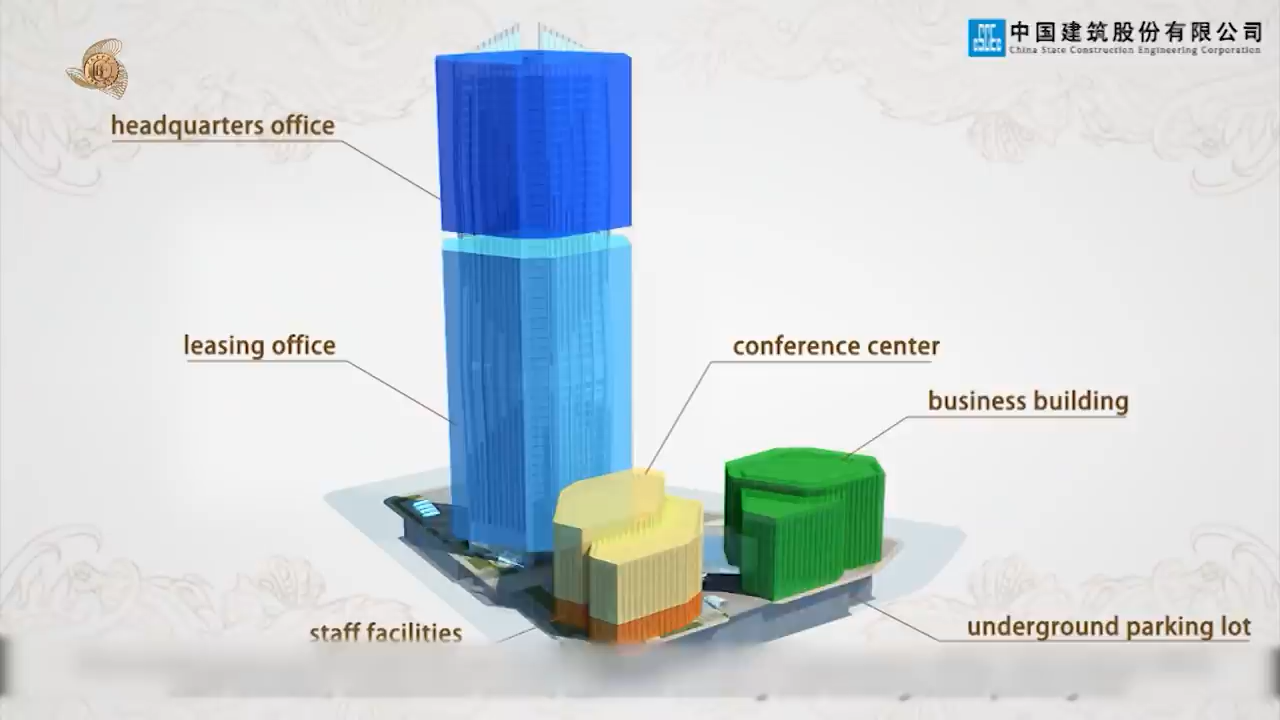 中国建筑股份有限公司
China State Construction Engineering Corporation
headquarters office
leasing office
conference center
business building
staff facilities
underground parking lot